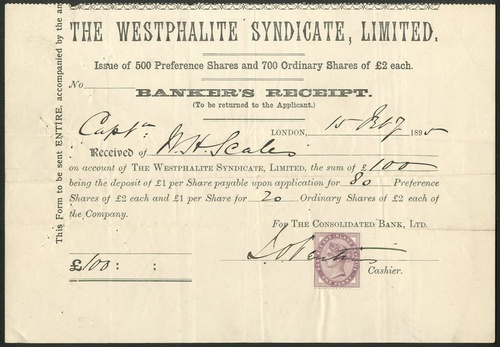 THE WESTPHALITE SYNDICATE, LIMITED.
Issue of 500 Preference Shares and 700 Ordinary Shares of £2 each.
No
BANKER'S RECEIPT.
(To be returned to the Applicant.)
LONDON, 15 189
Received of Captn W. H. Scales
on account of THE WESTPHALITE SYNDICATE, LIMITED, the sum of £100
being the deposit of £1 per Share payable upon application for 80 Preference
Shares of £2 each and £1 per Share for 20 Ordinary Shares of £2 each of
the Company.
For THE CONSOLIDATED BANK, LTD.
Cashier.
£100 : :
This Form to be sent ENTIRE, accompanied by the am